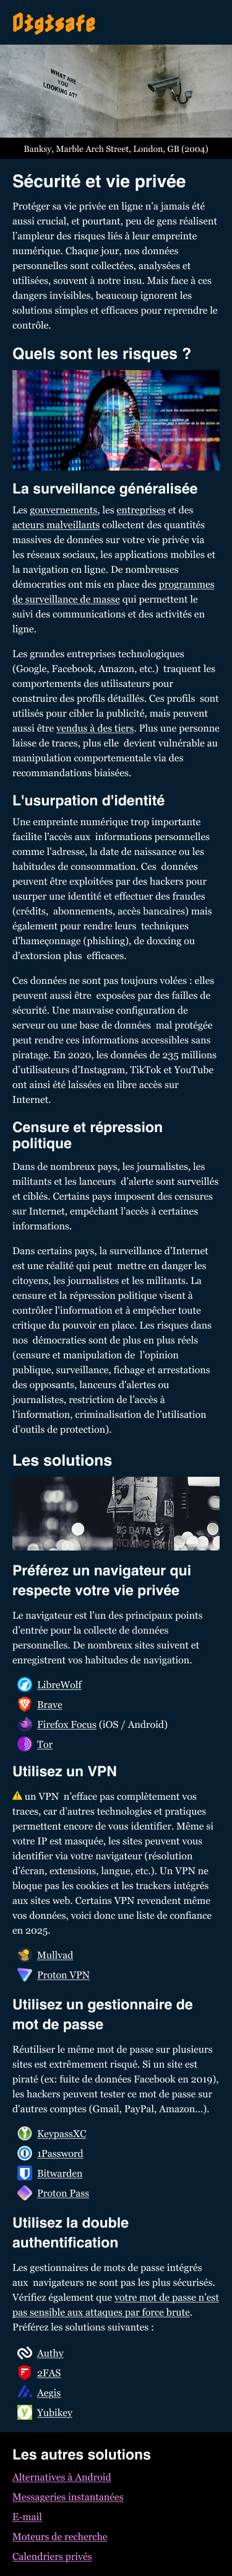 Digisafe
WHAT ARE
YOU
LOOKING AT?
Banksy, Marble Arch Street, London, GB (2004)
Sécurité et vie privée
Protéger sa vie privée en ligne n'a jamais été
aussi crucial, et pourtant, peu de gens réalisent
l'ampleur des risques liés à leur empreinte
numérique. Chaque jour, nos données
personnelles sont collectées, analysées et
utilisées, souvent à notre insu. Mais face à ces
dangers invisibles, beaucoup ignorent les
solutions simples et efficaces pour reprendre le
contrôle.
Quels sont les risques ?
La surveillance généralisée
Les gouvernements, les entreprises et des
acteurs malveillants collectent des quantités
massives de données sur votre vie privée via
les réseaux sociaux, les applications mobiles et
la navigation en ligne. De nombreuses
démocraties ont mis en place des programmes
de surveillance de masse qui permettent le
suivi des communications et des activités en
ligne.
Les grandes entreprises technologiques
(Google, Facebook, Amazon, etc.) traquent les
comportements des utilisateurs pour
construire des profils détaillés. Ces profils sont
utilisés pour cibler la publicité, mais peuvent
aussi être vendus à des tiers. Plus une personne
laisse de traces, plus elle devient vulnérable au
manipulation comportementale via des
recommandations biaisées.
L'usurpation d'identité
Une empreinte numérique trop importante
facilite l'accès aux informations personnelles
comme l'adresse, la date de naissance ou les
habitudes de consommation. Ces données
peuvent être exploitées par des hackers pour
usurper une identité et effectuer des fraudes
(crédits, abonnements, accès bancaires) mais
également pour rendre leurs techniques
d'hameçonnage (phishing), de doxxing ou
d'extorsion plus efficaces.
Ces données ne sont pas toujours volées : elles
peuvent aussi être exposées par des failles de
sécurité. Une mauvaise configuration de
serveur ou une base de données mal protégée
peut rendre ces informations accessibles sans
piratage. En 2020, les données de 235 millions
d'utilisateurs d'Instagram, TikTok et YouTube
ont ainsi été laissées en libre accès sur
Internet.
Censure et répression
politique
Dans de nombreux pays, les journalistes, les
militants et les lanceurs d'alerte sont surveillés
et ciblés. Certains pays imposent des censures
sur Internet, empêchant l'accès à certaines
informations.
Dans certains pays, la surveillance d'Internet
est une réalité qui peut mettre en danger les
citoyens, les journalistes et les militants. La
censure et la répression politique visent à
contrôler l'information et à empêcher toute
critique du pouvoir en place. Les risques dans
nos démocraties sont de plus en plus réels
(censure et manipulation de l'opinion
publique, surveillance, fichage et arrestations
des opposants, lanceurs d'alertes ou
journalistes, restriction de l'accès à
l'information, criminalisation de l'utilisation
d'outils de protection).
Les solutions
BIG DATA IS
Préférez un navigateur qui
respecte votre vie privée
Le navigateur est l'un des principaux points
d'entrée pour la collecte de données
personnelles. De nombreux sites suivent et
enregistrent vos habitudes de navigation.
LibreWolf
Brave
Firefox Focus (iOS / Android)
Tor
Utilisez un VPN
un VPN n'efface pas complètement vos
traces, car d'autres technologies et pratiques
permettent encore de vous identifier. Même si
votre IP est masquée, les sites peuvent vous
identifier via votre navigateur (résolution
d'écran, extensions, langue, etc.). Un VPN ne
bloque pas les cookies et les trackers intégrés
aux sites web. Certains VPN revendent même
vos données, voici donc une liste de confiance
en 2025.
Mullvad
Proton VPN
Utilisez un gestionnaire de
mot de passe
Réutiliser le même mot de passe sur plusieurs
sites est extrêmement risqué. Si un site est
piraté (ex: fuite de données Facebook en 2019),
les hackers peuvent tester ce mot de passe sur
d'autres comptes (Gmail, PayPal, Amazon...).
KeypassXC
1Password
Bitwarden
Proton Pass
Utilisez la double
authentification
Les gestionnaires de mots de passe intégrés
aux navigateurs ne sont pas les plus sécurisés.
Vérifiez également que votre mot de passe n'est
pas sensible aux attaques par force brute.
Préférez les solutions suivantes :
Authy
2FAS
Aegis
Yubikey
Les autres solutions
Alternatives à Android
Messageries instantanées
E-mail
Moteurs de recherche
Calendriers privés